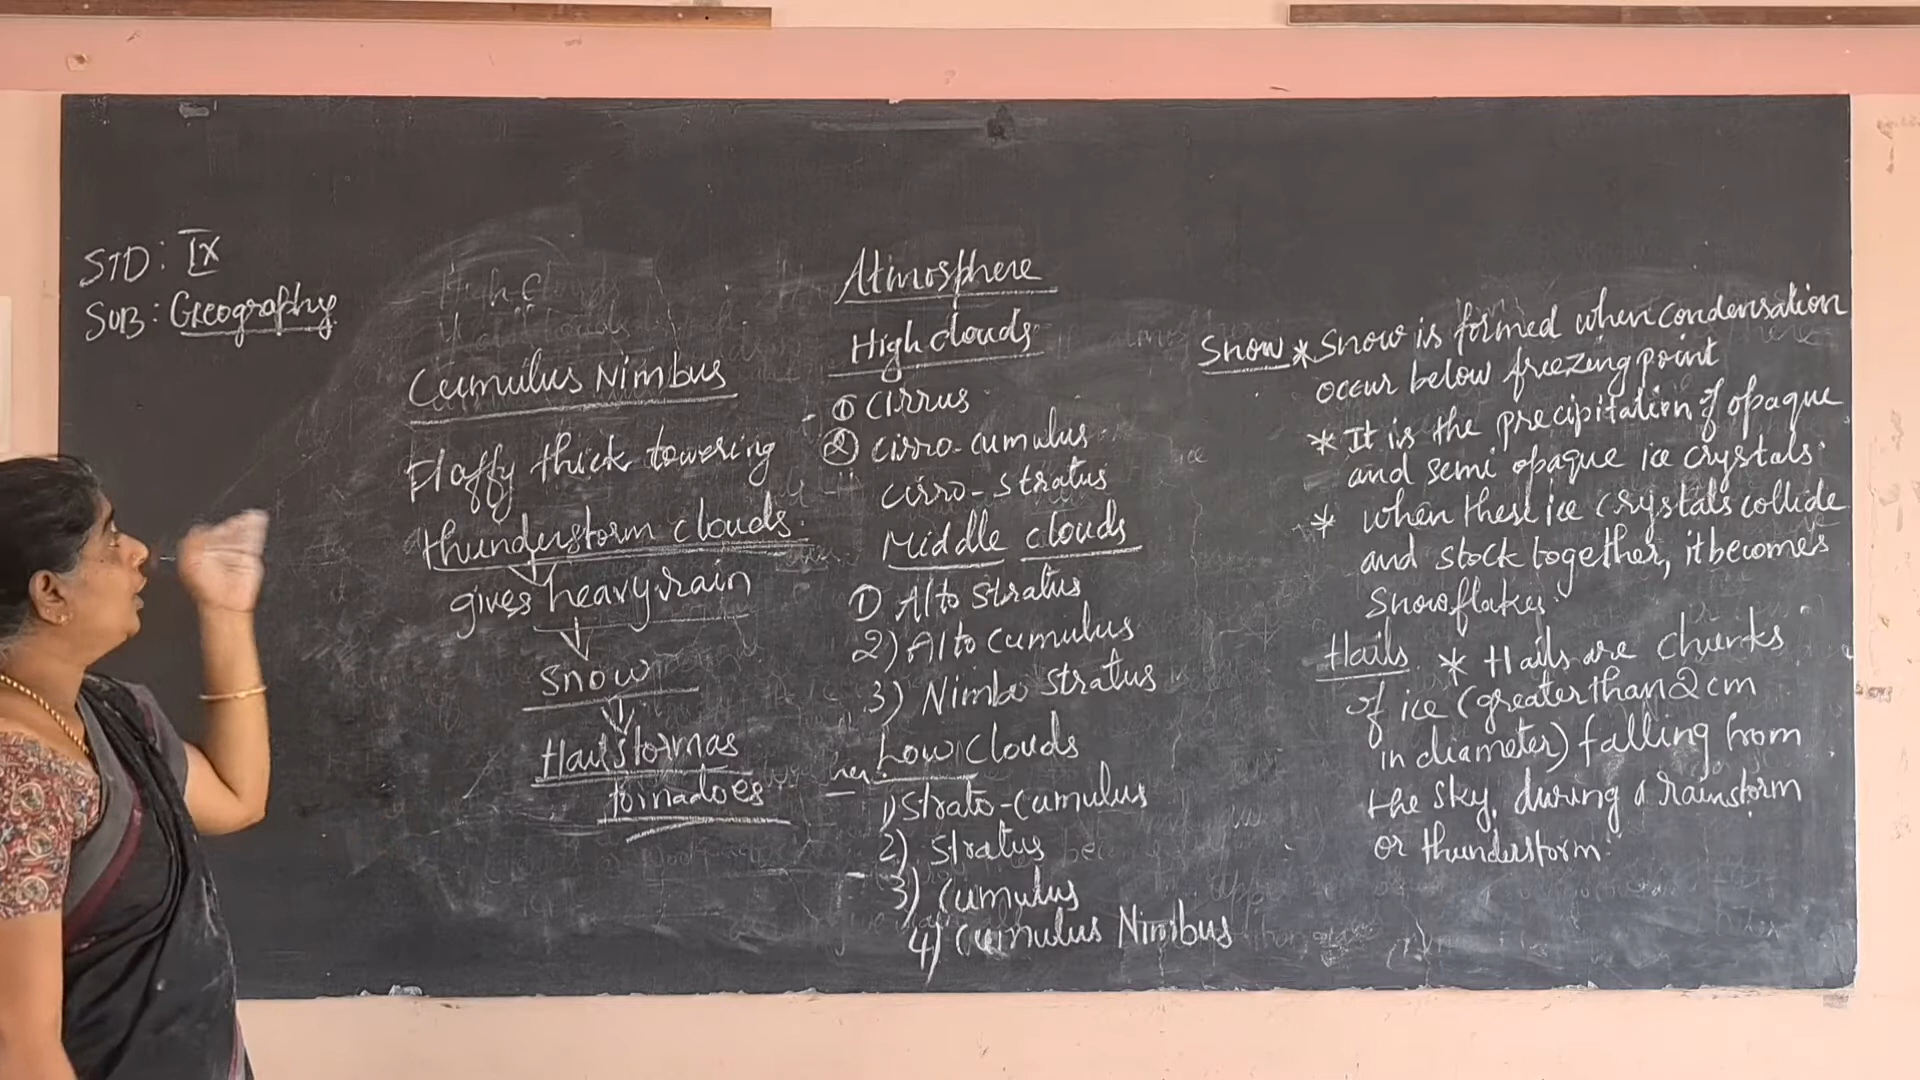 STD: IX
SUB: Geography
Cumulus Nimbus
Flaffy thick towering
thunderstorm clouds.
gives heavy rain
Snow
Hailstormas
tornadoes
Atmosphere
High clouds
① Cirrus
② Cirro-cumulus
Cirro-stratus
Middle clouds
① Alto stratus
2) Alto cumulus
3) Nimbo stratus
Low Clouds
1) Strato-cumulus
2) Stratus
3) Cumulus
4) Cumulus Nimbus
Snow * Snow is formed when condensation
occur below freezing point
* It is the precipitation of opaque
and semi opaque ice crystals.
* when these ice crystals collide
and stock together, it becomes
Snowflakes.
Hails * Hails are chunks
of ice (greater than 2 cm
in diameter) falling from
the sky, during a rainstorm
or thunderstorm.